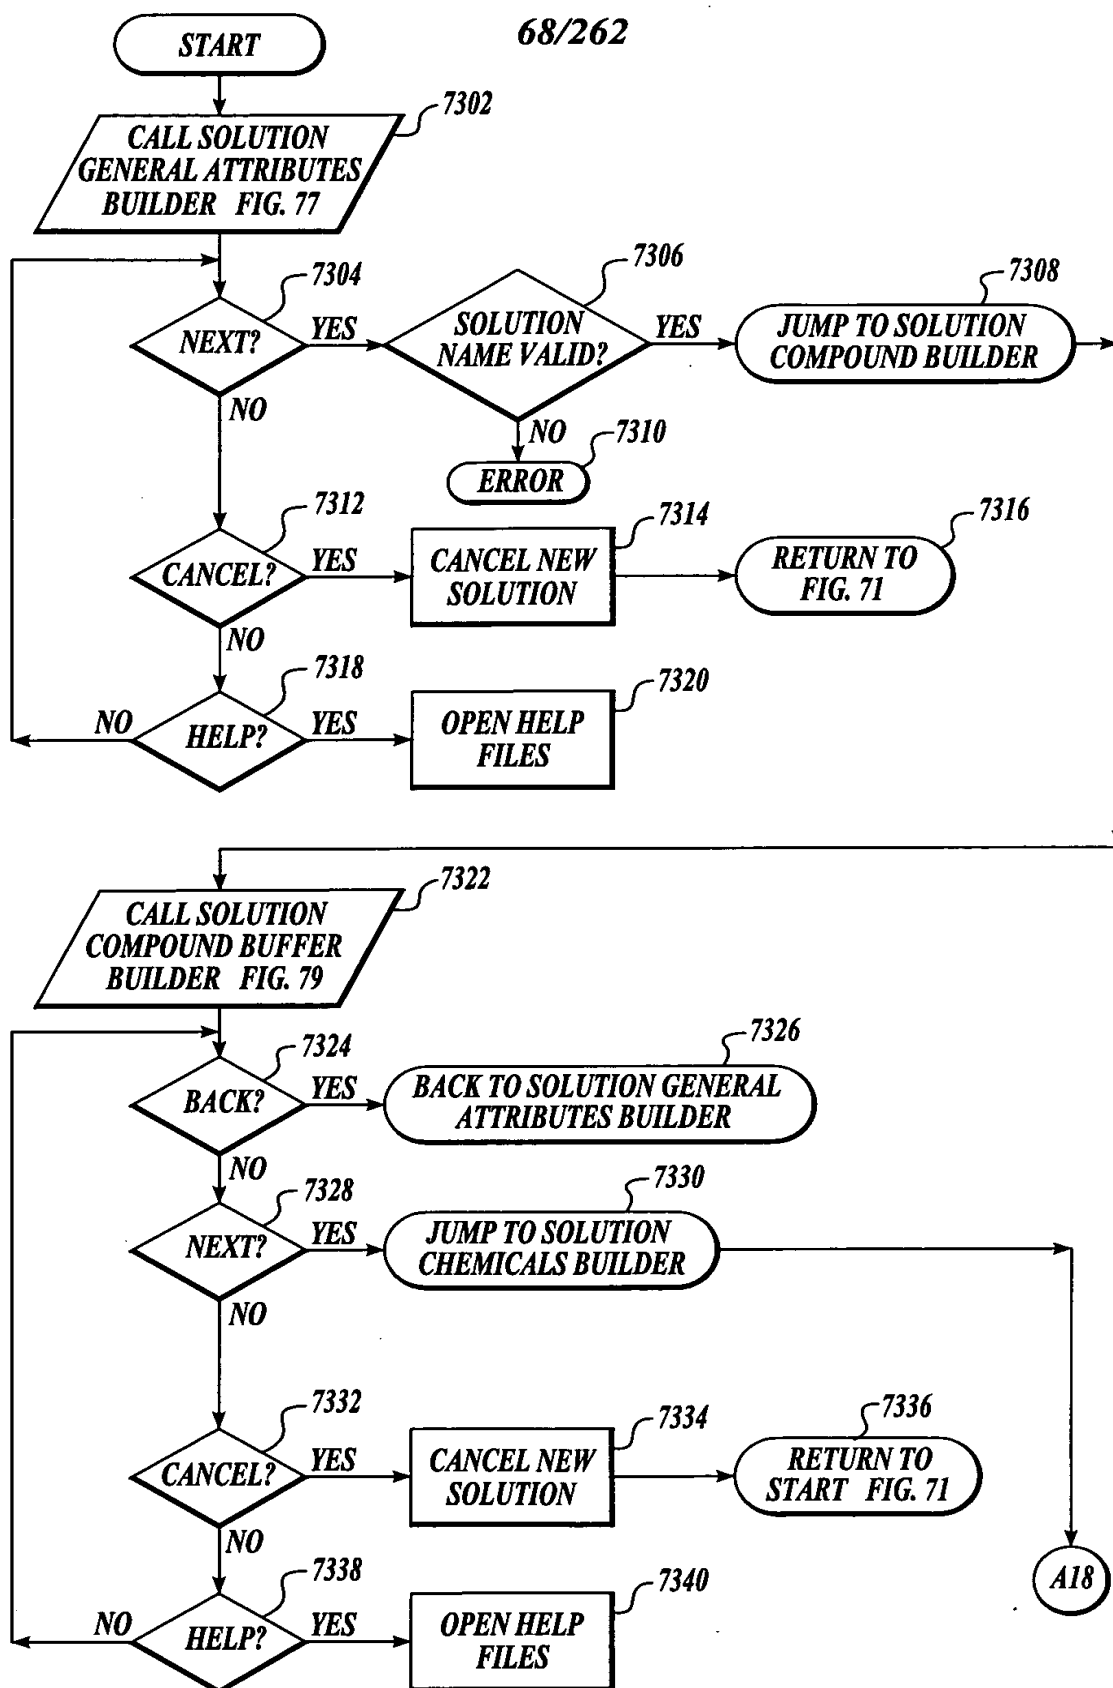 68/262
START
7302
CALL SOLUTION
GENERAL ATTRIBUTES
BUILDER FIG. 77
7304
NEXT?
YES
NO
7306
SOLUTION
NAME VALID?
YES
NO
7308
JUMP TO SOLUTION
COMPOUND BUILDER
7310
ERROR
7312
CANCEL?
YES
NO
7314
CANCEL NEW
SOLUTION
7316
RETURN TO
FIG. 71
7318
HELP?
NO
YES
7320
OPEN HELP
FILES
7322
CALL SOLUTION
COMPOUND BUFFER
BUILDER FIG. 79
7324
BACK?
YES
NO
7326
BACK TO SOLUTION GENERAL
ATTRIBUTES BUILDER
7328
NEXT?
YES
NO
7330
JUMP TO SOLUTION
CHEMICALS BUILDER
7332
CANCEL?
YES
NO
7334
CANCEL NEW
SOLUTION
7336
RETURN TO
START FIG. 71
A18
7338
HELP?
NO
YES
7340
OPEN HELP
FILES